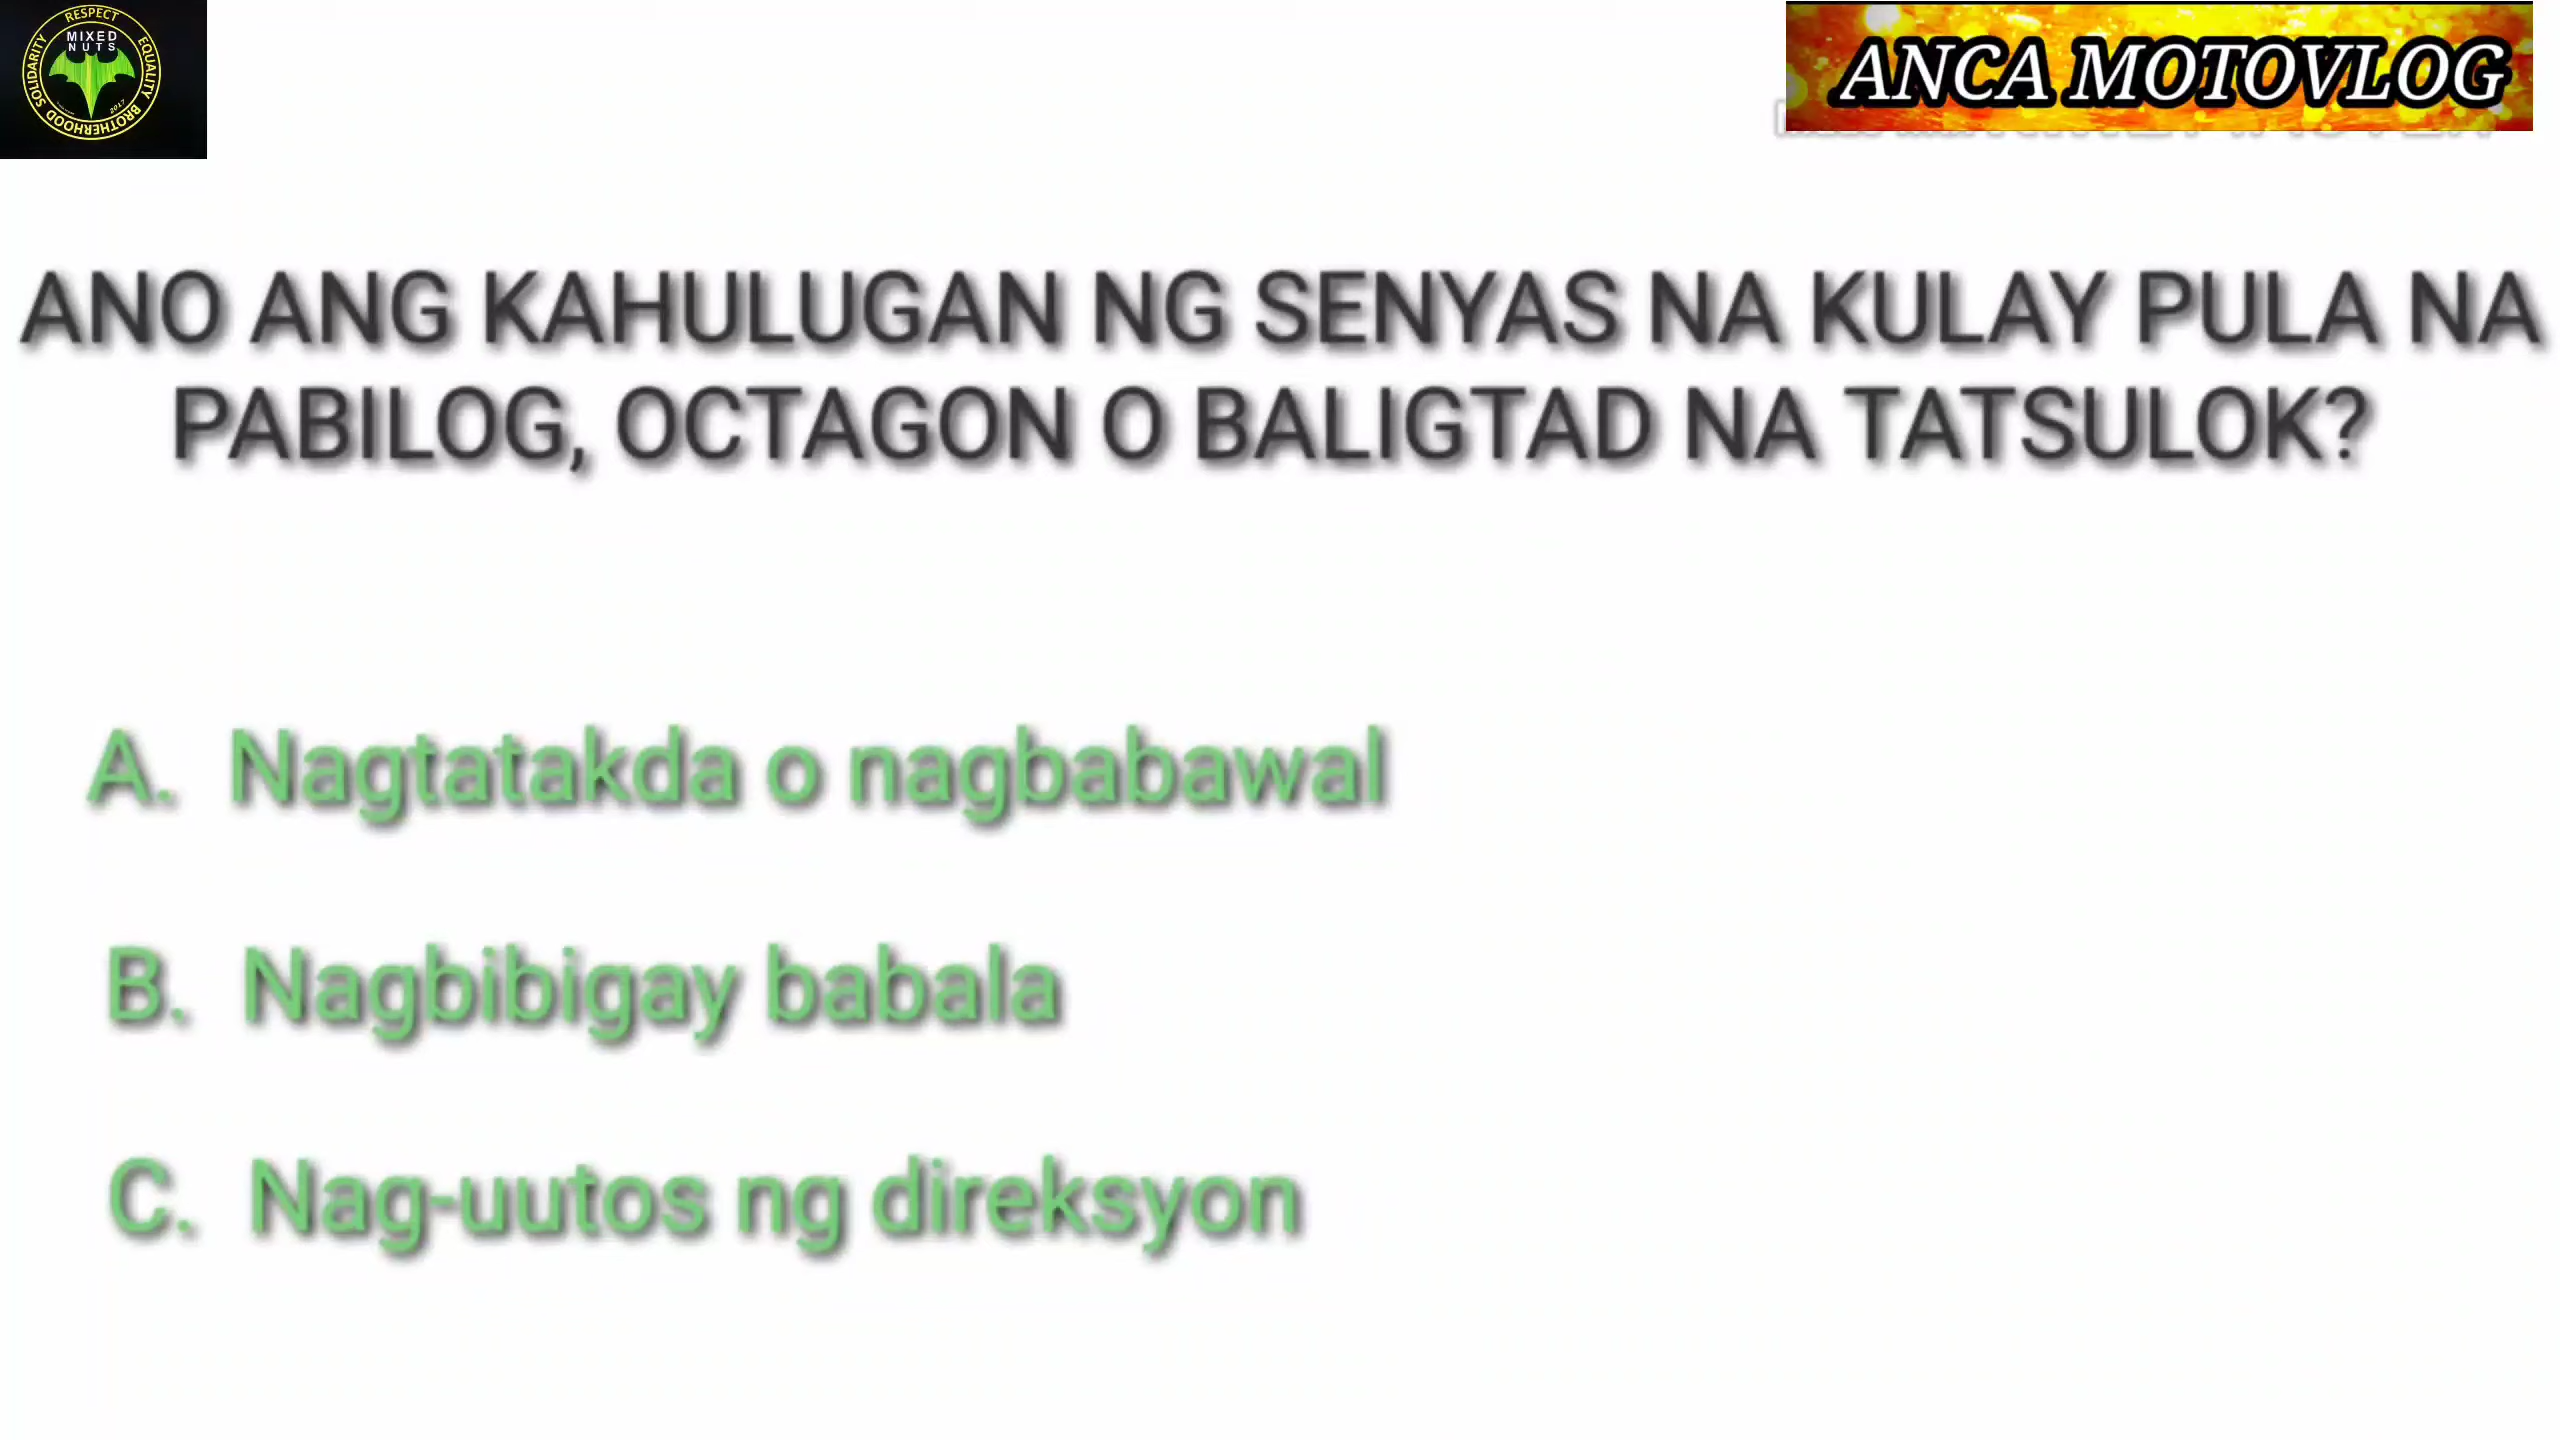 RESPECT
EQUALITY
BROTHERHOOD
SOLIDARITY
MIXED
NUTS
2017
ANCA MOTOVLOG
ANO ANG KAHULUGAN NG SENYAS NA KULAY PULA NA
PABILOG, OCTAGON O BALIGTAD NA TATSULOK?
A. Nagtatakda o nagbabawal
B. Nagbibigay babala
C. Nag-uutos ng direksyon